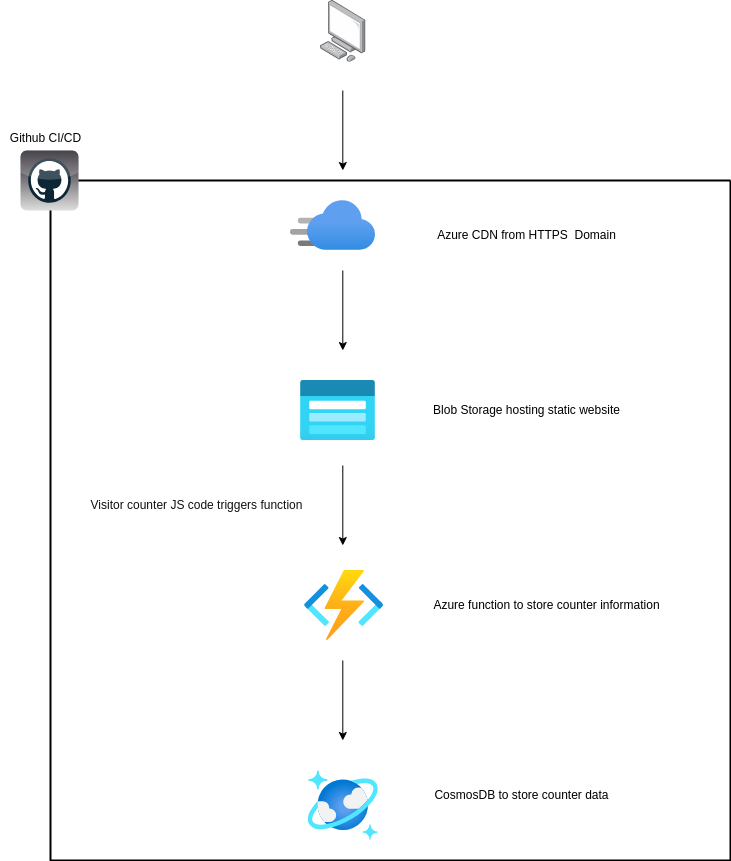 Github CI/CD
Azure CDN from HTTPS  Domain
Blob Storage hosting static website
Visitor counter JS code triggers function
Azure function to store counter information
CosmosDB to store counter data